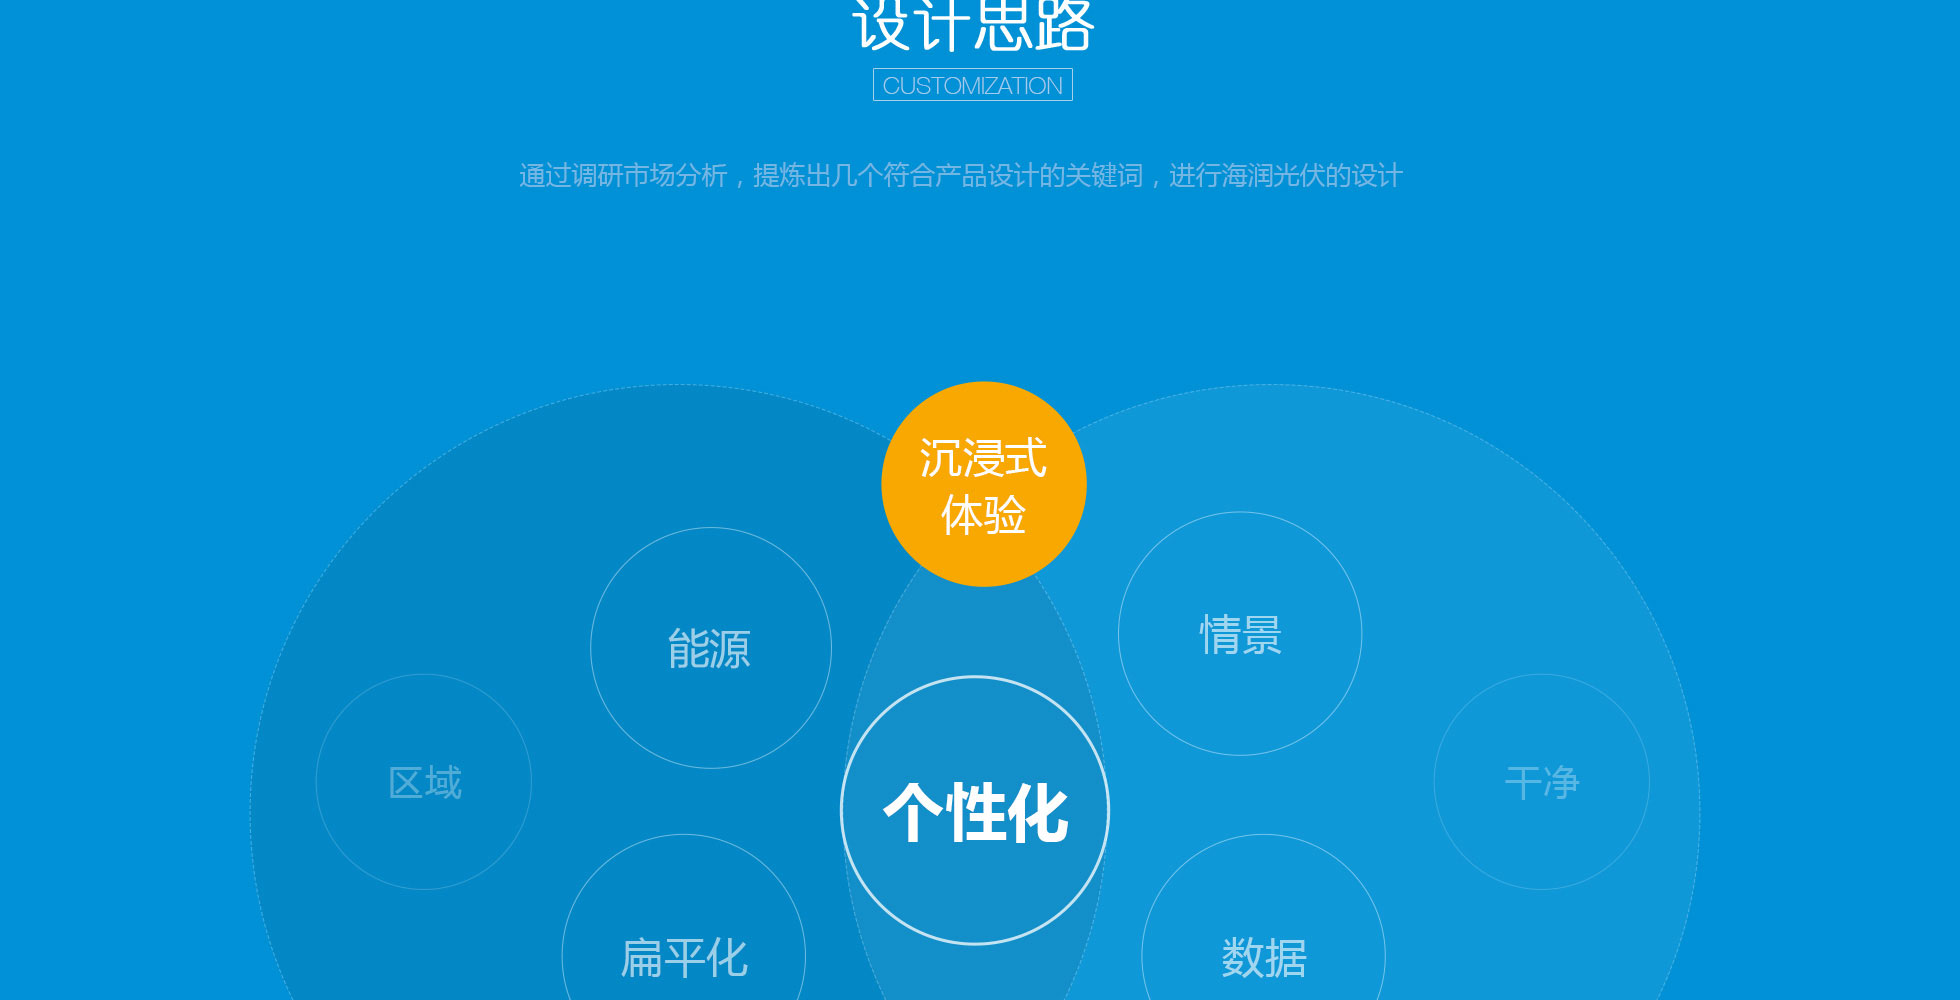 设计思路
CUSTOMIZATION
通过调研市场分析，提炼出几个符合产品设计的关键词，进行海润光伏的设计
沉浸式
体验
情景
能源
区域
干净
个性化
扁平化
数据